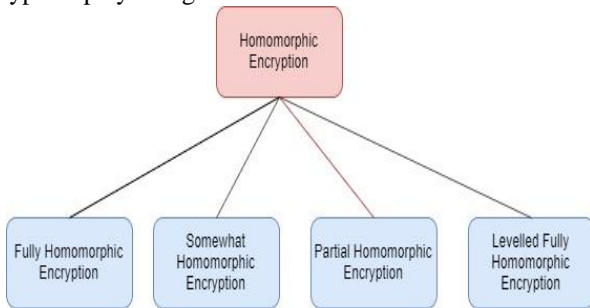 Homomorphic
Encryption
Fully Homomorphic
Encryption
Somewhat
Homomorphic
Encryption
Partial Homomorphic
Encryption
Levelled Fully
Homomorphic
Encryption